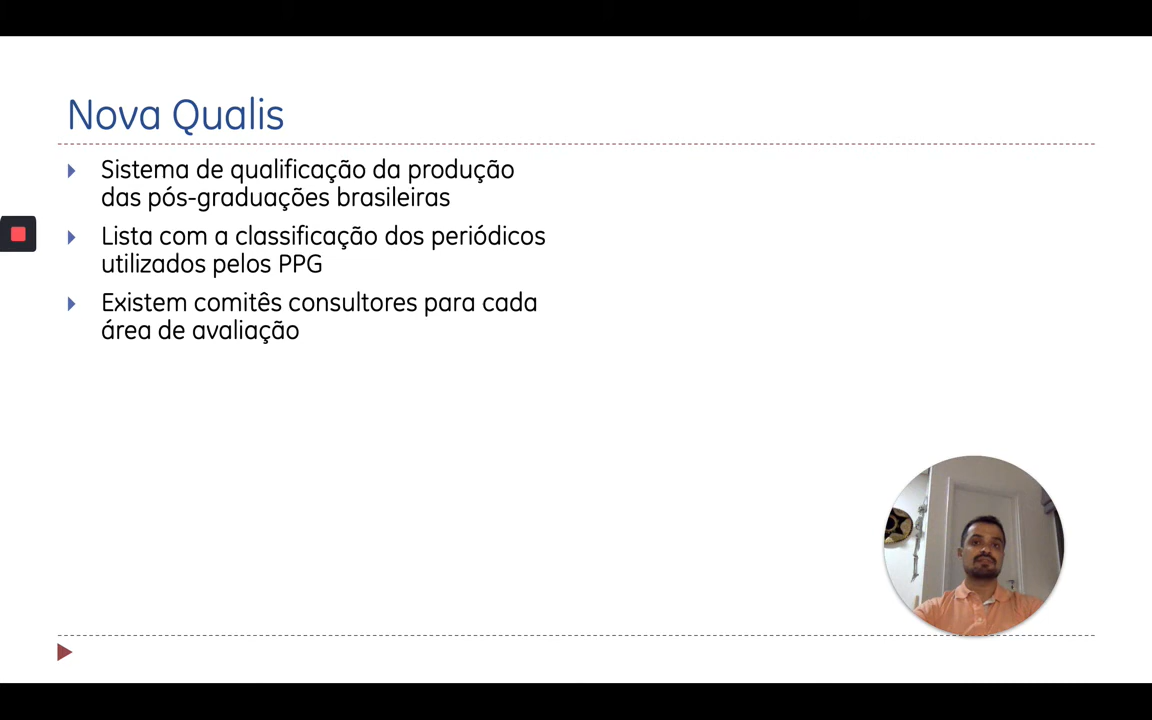 Nova Qualis
Sistema de qualificação da produção
das pós-graduações brasileiras
Lista com a classificação dos periódicos
utilizados pelos PPG
Existem comitês consultores para cada
área de avaliação